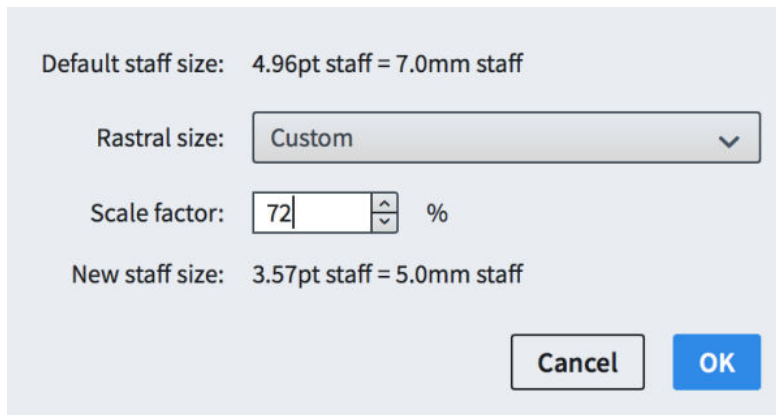 Default staff size: 4.96pt staff = 7.0mm staff
Rastral size: Custom
Scale factor: 72 %
New staff size: 3.57pt staff = 5.0mm staff
Cancel OK